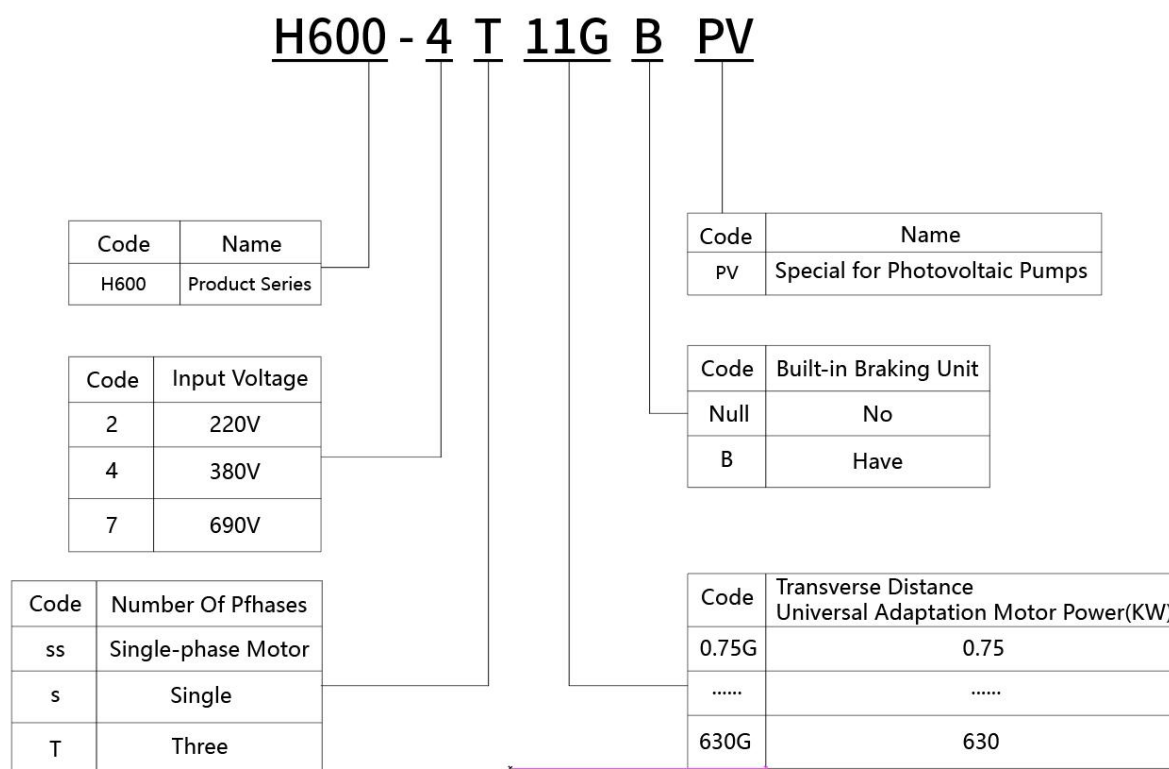 H600 - 4 T 11G B PV
Code Name
H600 Product Series
Code Input Voltage
2 220V
4 380V
7 690V
Code Number Of Pfhases
ss Single-phase Motor
s Single
T Three
Code Name
PV Special for Photovoltaic Pumps
Code Built-in Braking Unit
Null No
B Have
Code Transverse Distance
Universal Adaptation Motor Power(KW)
0.75G 0.75
...... ......
630G 630